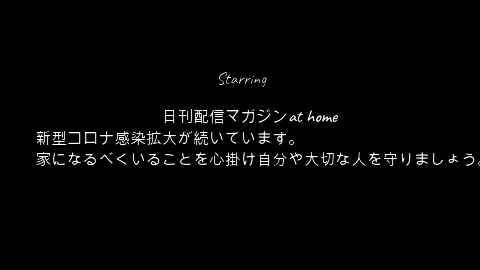 Starring
日刊配信マガジンat home
新型コロナ感染拡大が続いています。
家になるべくいることを心掛け自分や大切な人を守りましょう。